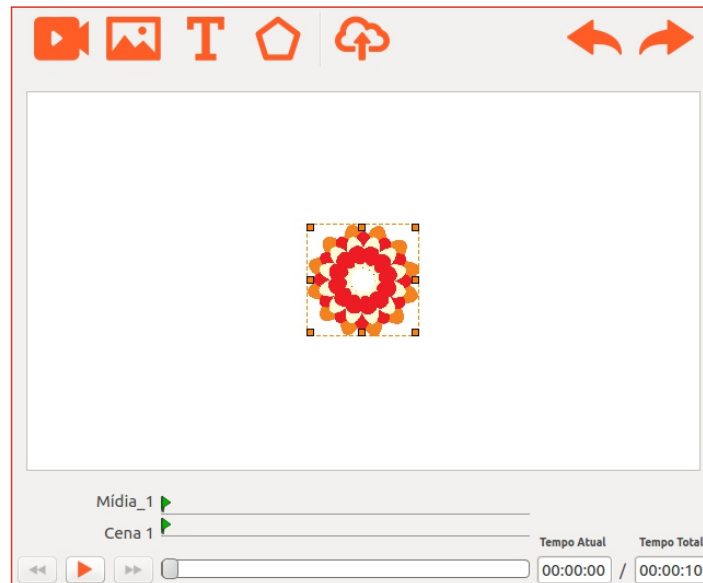 T
Mídia_1
Cena 1
Tempo Atual
Tempo Total
00:00:00 / 00:00:10